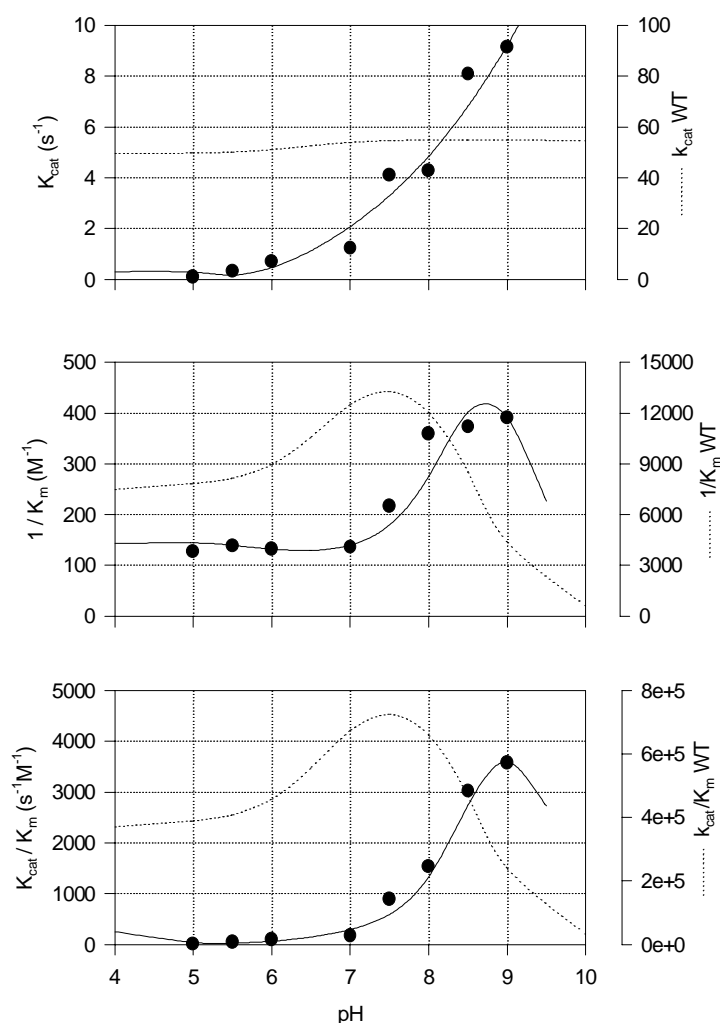 10
8
6
4
2
0
K_cat (s^-1)
100
80
60
40
20
0
k_cat WT
500
400
300
200
100
0
1 / K_m (M^-1)
15000
12000
9000
6000
3000
0
1/K_m WT
5000
4000
3000
2000
1000
0
K_cat / K_m (s^-1M^-1)
8e+5
6e+5
4e+5
2e+5
0e+0
k_cat/K_m WT
4 5 6 7 8 9 10
pH